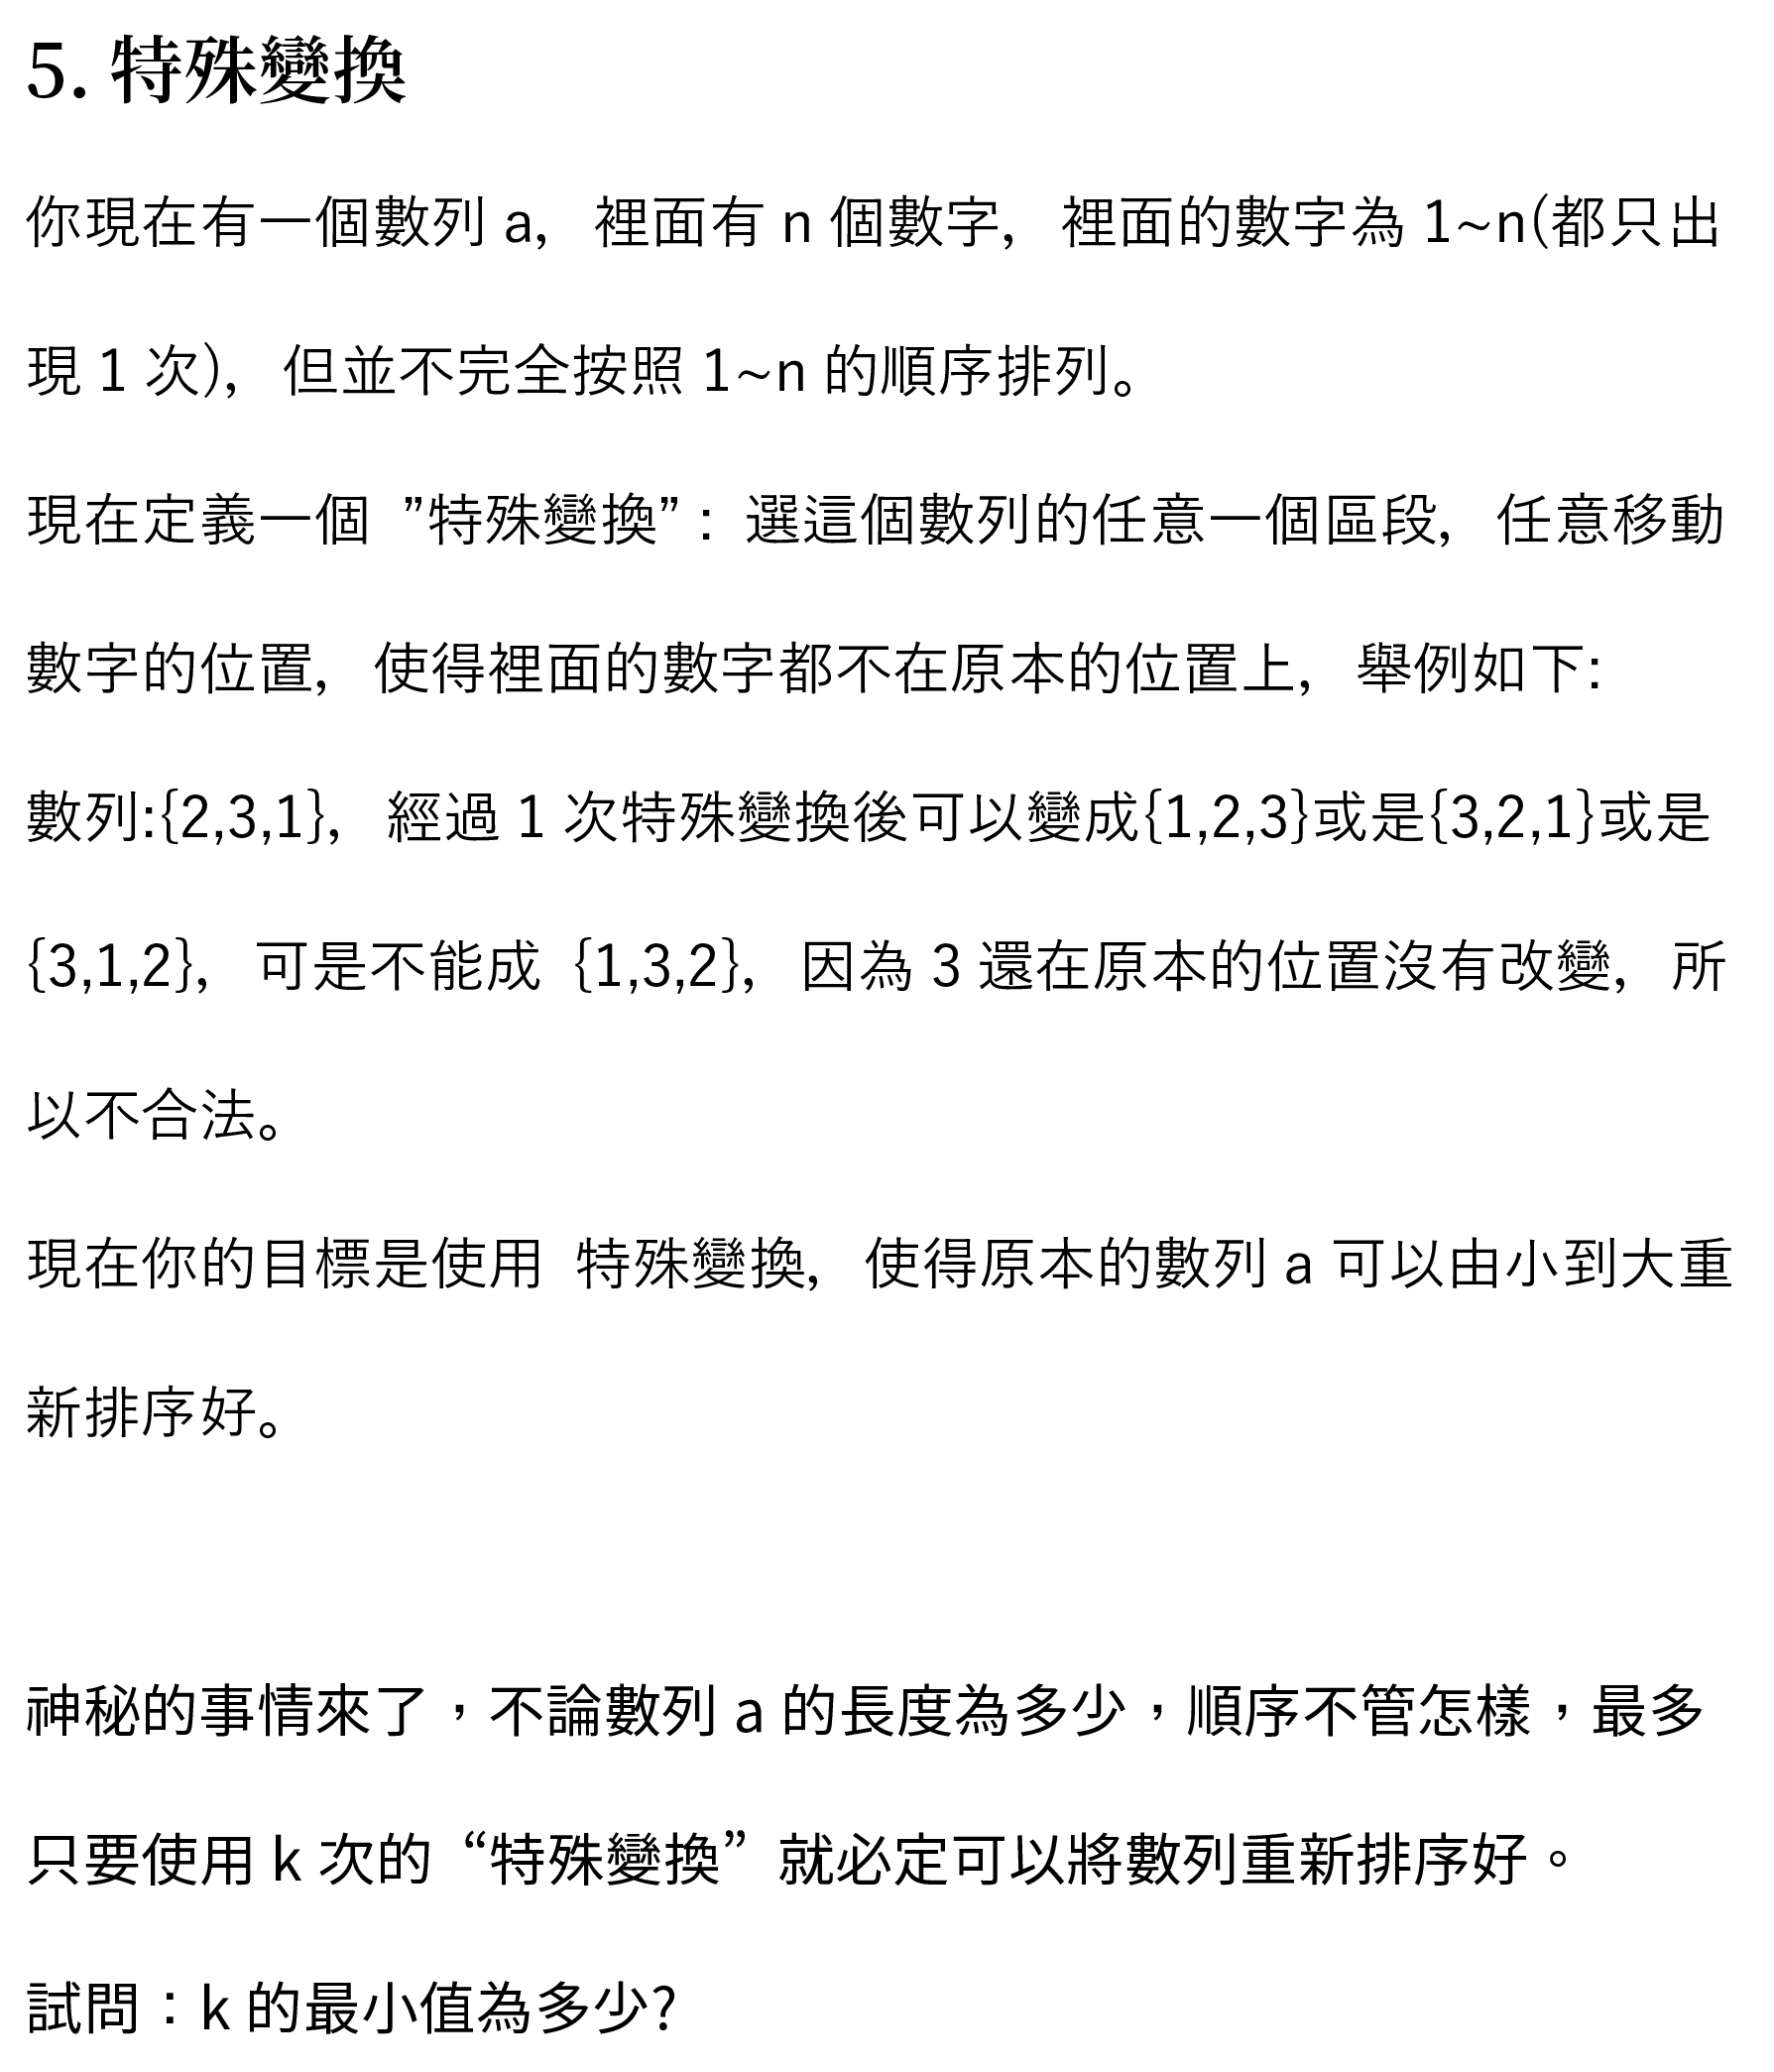 5. 特殊變換
你現在有一個數列 a，裡面有 n 個數字，裡面的數字為 1~n(都只出
現 1 次)，但並不完全按照 1~n 的順序排列。
現在定義一個 ”特殊變換”：選這個數列的任意一個區段，任意移動
數字的位置，使得裡面的數字都不在原本的位置上，舉例如下:
數列:{2,3,1}，經過 1 次特殊變換後可以變成{1,2,3}或是{3,2,1}或是
{3,1,2}，可是不能成 {1,3,2}，因為 3 還在原本的位置沒有改變，所
以不合法。
現在你的目標是使用 特殊變換，使得原本的數列 a 可以由小到大重
新排序好。
神秘的事情來了，不論數列 a 的長度為多少，順序不管怎樣，最多
只要使用 k 次的 “特殊變換” 就必定可以將數列重新排序好。
試問：k 的最小值為多少?